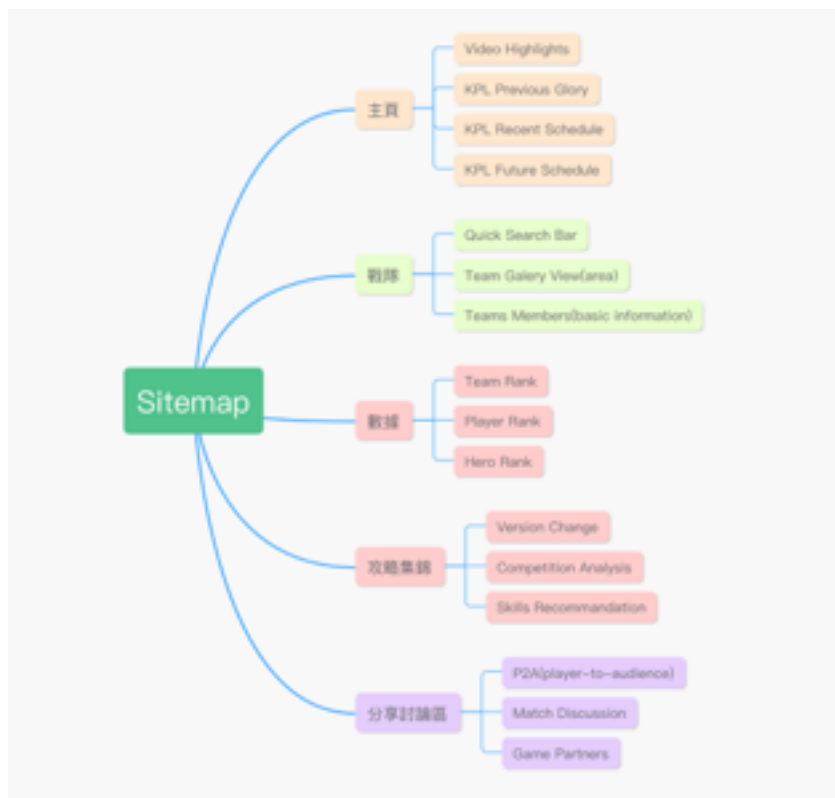 Sitemap
主頁
Video Highlights
KPL Previous Glory
KPL Recent Schedule
KPL Future Schedule
戰隊
Quick Search Bar
Team Galery View(area)
Teams Members(basic information)
數據
Team Rank
Player Rank
Hero Rank
攻略集錦
Version Change
Competition Analysis
Skills Recommandation
分享討論區
P2A(player-to-audience)
Match Discussion
Game Partners